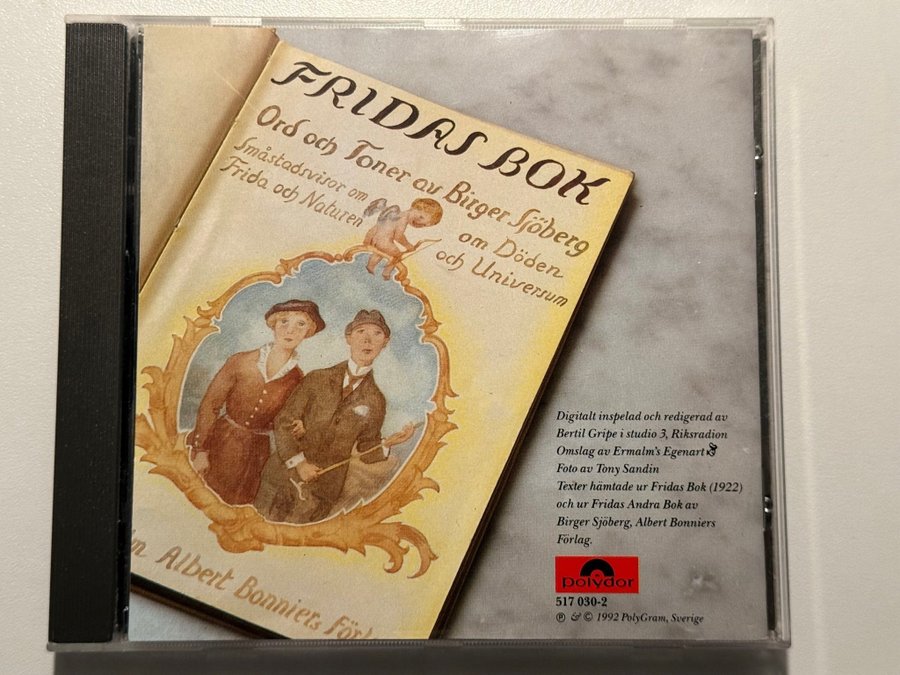 FRIDAS BOK
Ord och Toner av Birger Sjöberg
Småstadsvisor om
Frida och Naturen
om Döden
och Universum
Albert Bonniers
Digitalt inspelad och redigerad av
Bertil Gripe i studio 3, Riksradion
Omslag av Ermalm's Egenart
Foto av Tony Sandin
Texter hämtade ur Fridas Bok (1922)
och ur Fridas Andra Bok av
Birger Sjöberg, Albert Bonniers
Förlag.
polydor
517 030-2
℗ & © 1992 PolyGram, Sverige